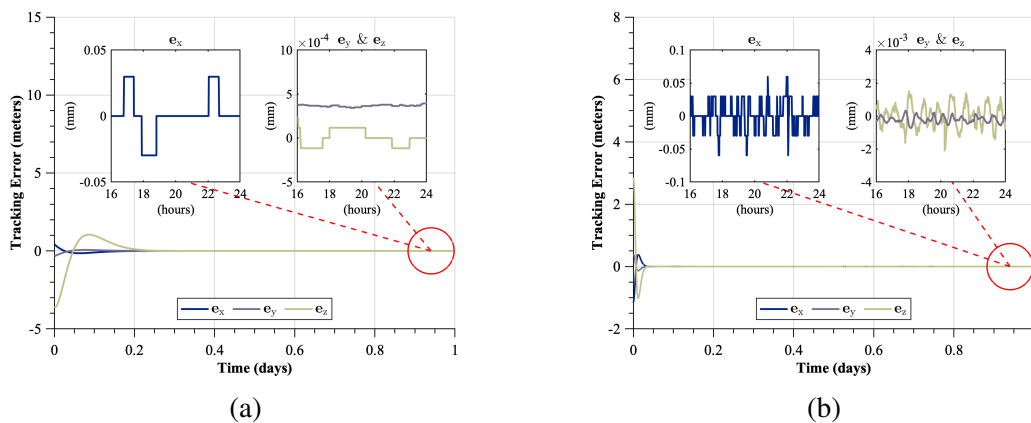 15
10
5
0
-5
Tracking Error (meters)
0 0.2 0.4 0.6 0.8 1
Time (days)
e_x
0.05
0
-0.05
(mm)
16 18 20 22 24
(hours)
×10^-4 e_y & e_z
10
5
0
-5
(mm)
16 18 20 22 24
(hours)
e_x e_y e_z
(a)
8
6
4
2
0
-2
Tracking Error (meters)
0 0.2 0.4 0.6 0.8
Time (days)
e_x
0.1
0.05
0
-0.05
-0.1
(mm)
16 18 20 22 24
(hours)
×10^-3 e_y & e_z
4
2
0
-2
-4
(mm)
16 18 20 22 24
(hours)
e_x e_y e_z
(b)